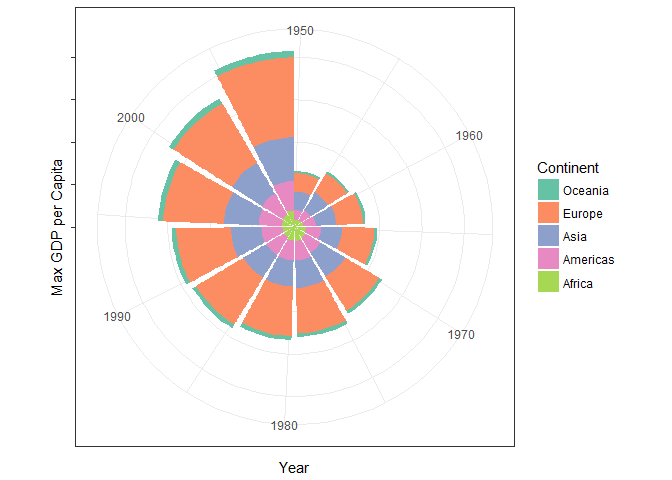 1950
1960
1970
1980
1990
2000
Max GDP per Capita
Year
Continent
Oceania
Europe
Asia
Americas
Africa